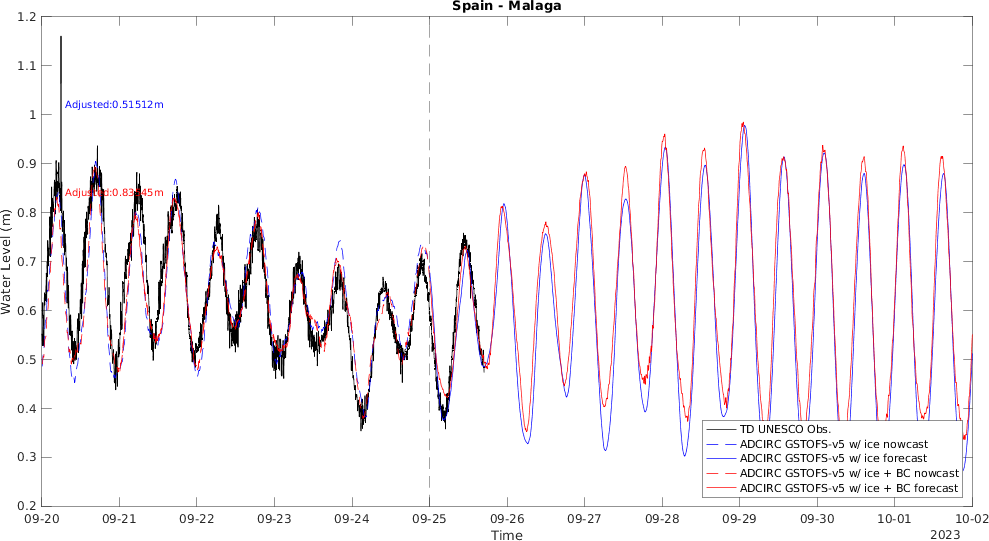 Spain - Malaga
1.2
1.1
1
0.9
0.8
0.7
0.6
0.5
0.4
0.3
0.2
Water Level (m)
Adjusted:0.51512m
TD UNESCO Obs.
ADCIRC GSTOFS-v5 w/ ice nowcast
ADCIRC GSTOFS-v5 w/ ice forecast
ADCIRC GSTOFS-v5 w/ ice + BC nowcast
ADCIRC GSTOFS-v5 w/ ice + BC forecast
09-20 09-21 09-22 09-23 09-24 09-25 09-26 09-27 09-28 09-29 09-30 10-01 10-02
Time
2023